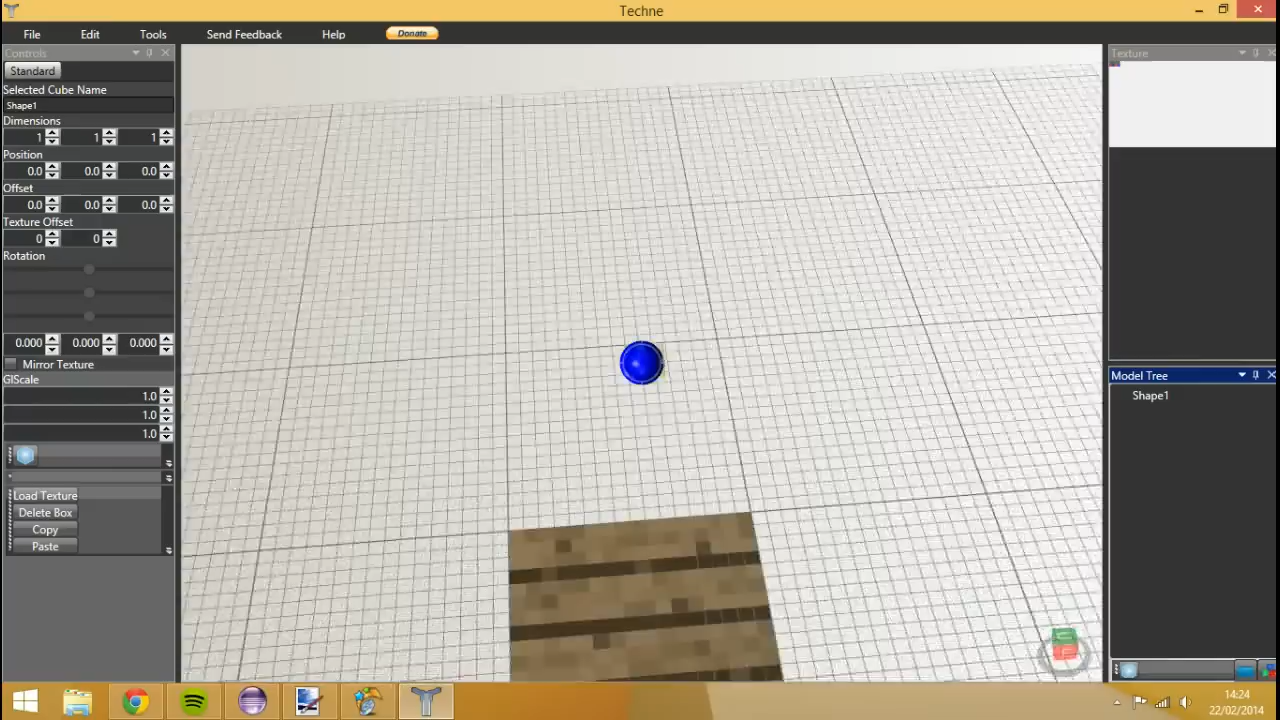 Techne
File Edit Tools Send Feedback Help Donate
Controls
Standard
Selected Cube Name
Shape1
Dimensions
1 1 1
Position
0.0 0.0 0.0
Offset
0.0 0.0 0.0
Texture Offset
0 0
Rotation
0.000 0.000 0.000
Mirror Texture
GlScale
1.0
1.0
1.0
Load Texture
Delete Box
Copy
Paste
Texture
Model Tree
Shape1
14:24
22/02/2014